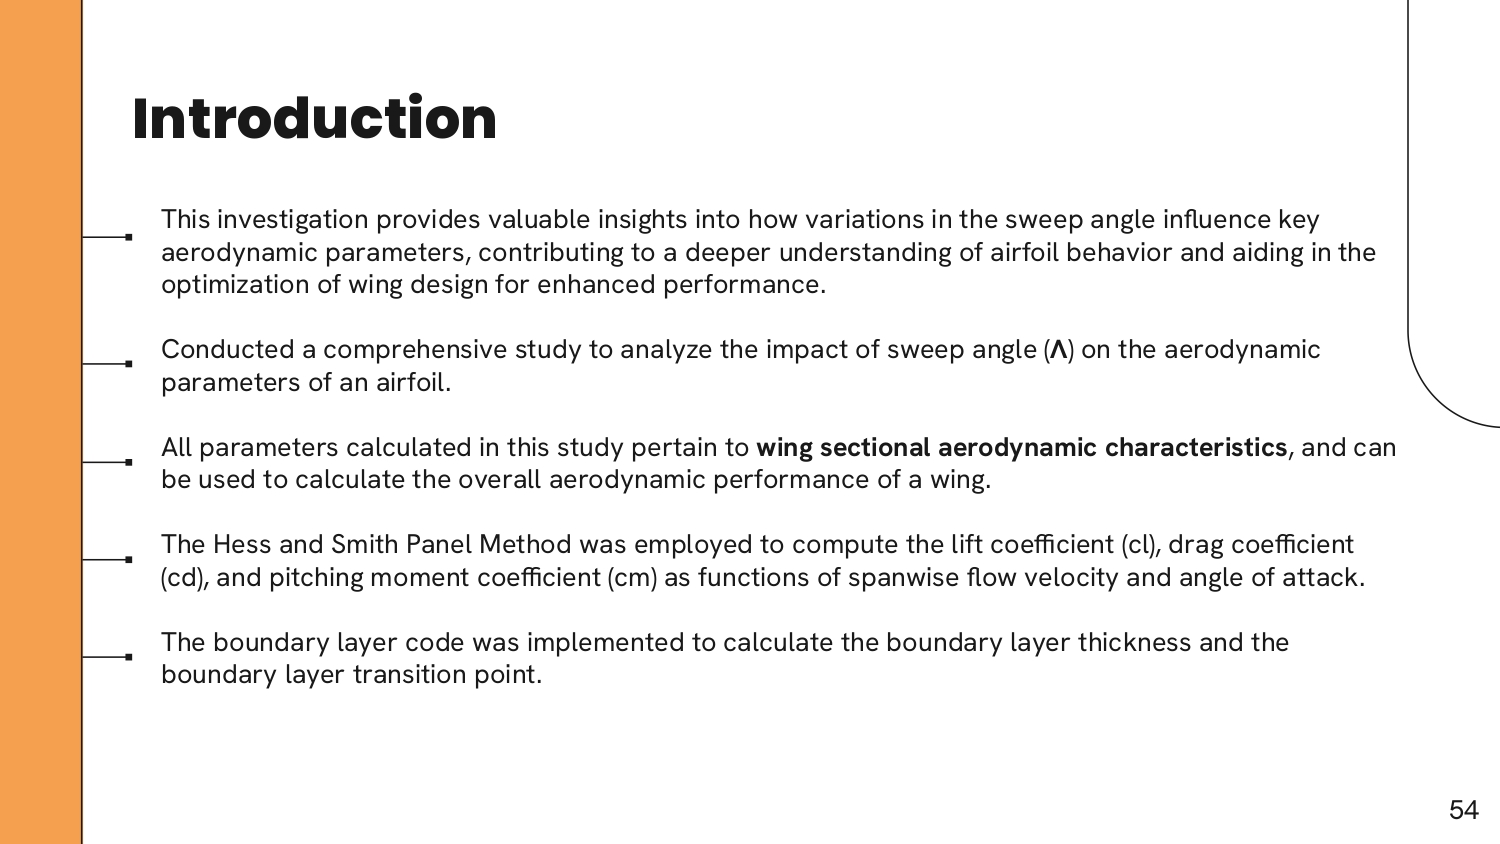 Introduction
This investigation provides valuable insights into how variations in the sweep angle influence key
aerodynamic parameters, contributing to a deeper understanding of airfoil behavior and aiding in the
optimization of wing design for enhanced performance.
Conducted a comprehensive study to analyze the impact of sweep angle (Λ) on the aerodynamic
parameters of an airfoil.
All parameters calculated in this study pertain to wing sectional aerodynamic characteristics, and can
be used to calculate the overall aerodynamic performance of a wing.
The Hess and Smith Panel Method was employed to compute the lift coefficient (cl), drag coefficient
(cd), and pitching moment coefficient (cm) as functions of spanwise flow velocity and angle of attack.
The boundary layer code was implemented to calculate the boundary layer thickness and the
boundary layer transition point.
54